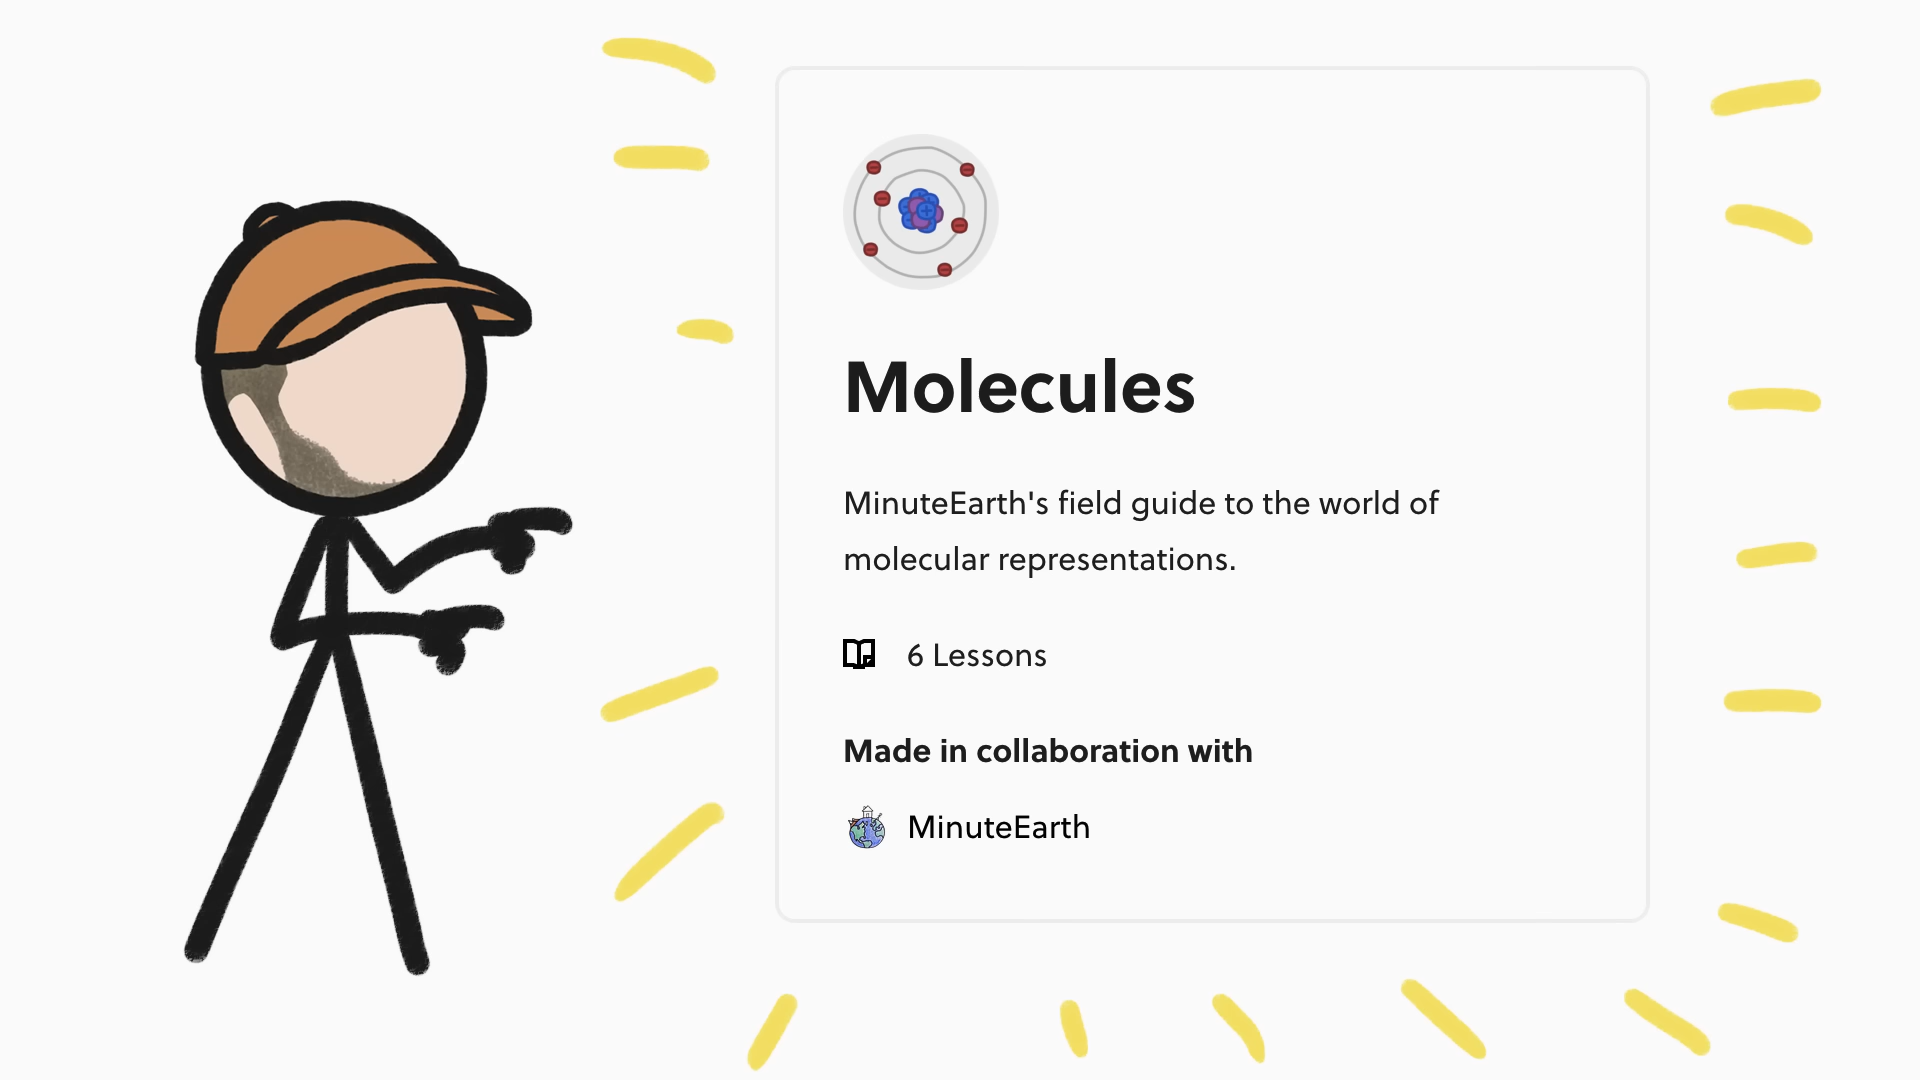 Molecules
MinuteEarth's field guide to the world of
molecular representations.
6 Lessons
Made in collaboration with
MinuteEarth